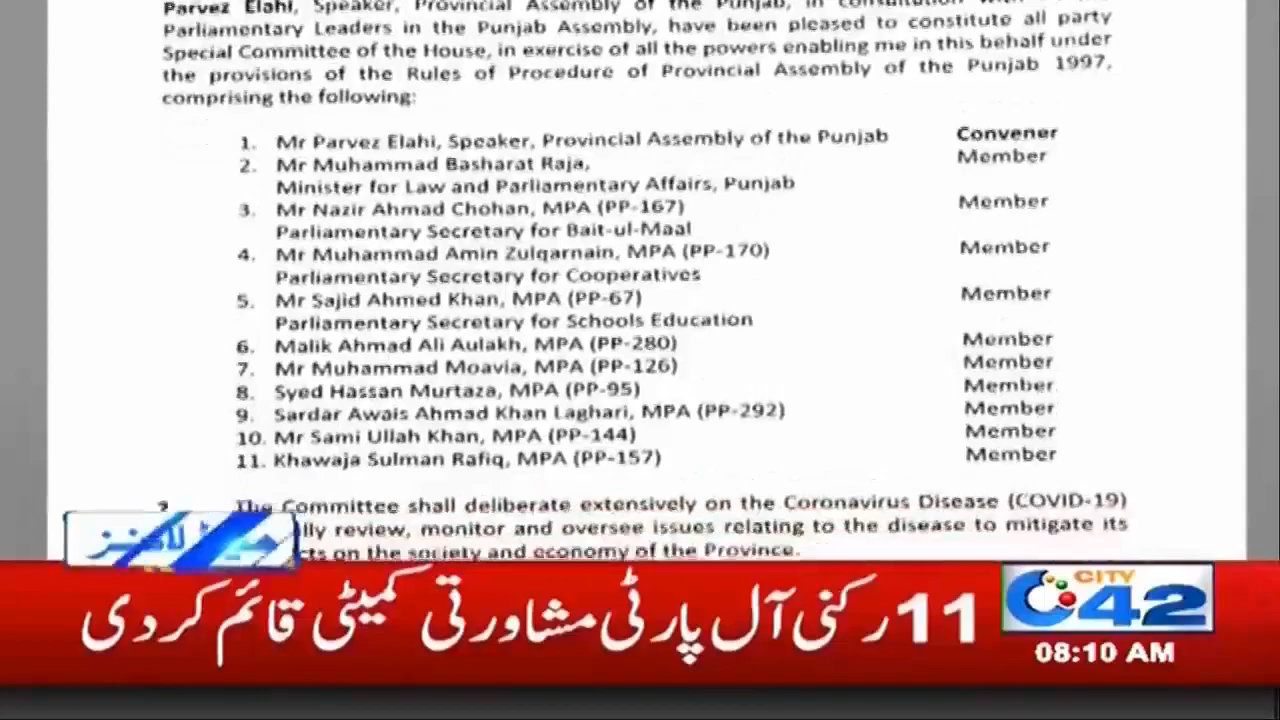 Parvez Elahi, Speaker, Provincial Assembly of the Punjab, in consultation
Parliamentary Leaders in the Punjab Assembly, have been pleased to constitute all party
Special Committee of the House, in exercise of all the powers enabling me in this behalf under
the provisions of the Rules of Procedure of Provincial Assembly of the Punjab 1997,
comprising the following:
1. Mr Parvez Elahi, Speaker, Provincial Assembly of the Punjab Convener
2. Mr Muhammad Basharat Raja, Member
Minister for Law and Parliamentary Affairs, Punjab
3. Mr Nazir Ahmad Chohan, MPA (PP-167) Member
Parliamentary Secretary for Bait-ul-Maal
4. Mr Muhammad Amin Zulqarnain, MPA (PP-170) Member
Parliamentary Secretary for Cooperatives
5. Mr Sajid Ahmed Khan, MPA (PP-67) Member
Parliamentary Secretary for Schools Education
6. Malik Ahmad Ali Aulakh, MPA (PP-280) Member
7. Mr Muhammad Moavia, MPA (PP-126) Member
8. Syed Hassan Murtaza, MPA (PP-95) Member
9. Sardar Awais Ahmad Khan Laghari, MPA (PP-292) Member
10. Mr Sami Ullah Khan, MPA (PP-144) Member
11. Khawaja Sulman Rafiq, MPA (PP-157) Member
The Committee shall deliberate extensively on the Coronavirus Disease (COVID-19)
lly review, monitor and oversee issues relating to the disease to mitigate its
cts on the society and economy of the Province.
ہیڈ لائنز
11 رکنی آل پارٹی مشاورتی کمیٹی قائم کردی
CITY
42
08:10 AM